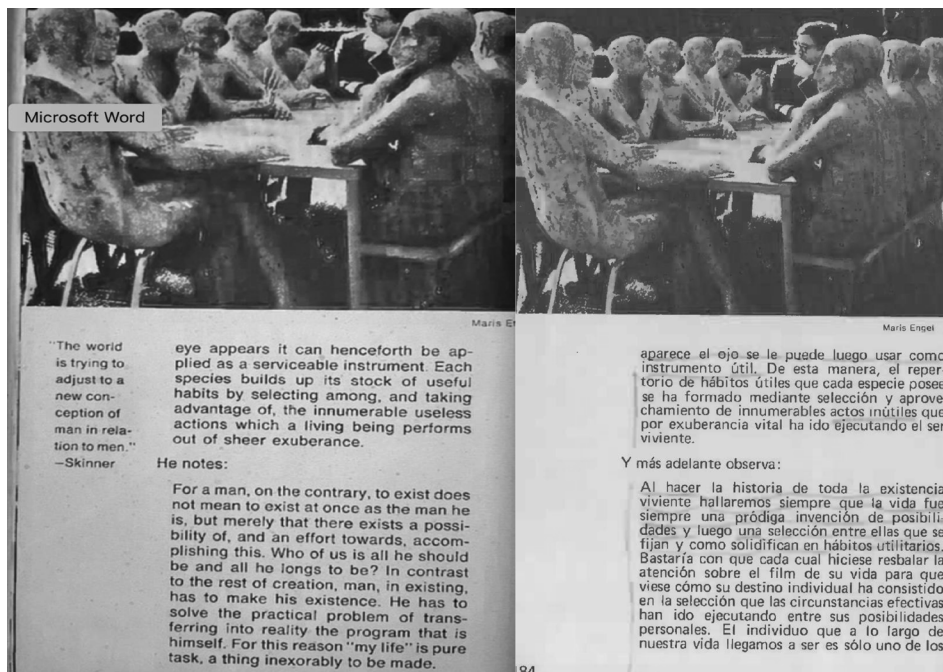 Microsoft Word
Maris
"The world
is trying to
adjust to a
new con-
ception of
man in rela-
tion to men."
—Skinner
eye appears it can henceforth be ap-
plied as a serviceable instrument. Each
species builds up its stock of useful
habits by selecting among, and taking
advantage of, the innumerable useless
actions which a living being performs
out of sheer exuberance.
He notes:
For a man, on the contrary, to exist does
not mean to exist at once as the man he
is, but merely that there exists a possi-
bility of, and an effort towards, accom-
plishing this. Who of us is all he should
be and all he longs to be? In contrast
to the rest of creation, man, in existing,
has to make his existence. He has to
solve the practical problem of trans-
ferring into reality the program that is
himself. For this reason "my life" is pure
task, a thing inexorably to be made.
Maris Engel
aparece el ojo se le puede luego usar como
instrumento útil. De esta manera, el reper-
torio de hábitos útiles que cada especie posee
se ha formado mediante selección y aprove
chamiento de innumerables actos inútiles que
por exuberancia vital ha ido ejecutando el ser
viviente.
Y más adelante observa:
Al hacer la historia de toda la existencia
viviente hallaremos siempre que la vida fue
siempre una pródiga invención de posibili
dades y luego una selección entre ellas que se
fijan y como solidifican en hábitos utilitarios.
Bastaría con que cada cual hiciese resbalar la
atención sobre el film de su vida para que
viese cómo su destino individual ha consistido
en la selección que las circunstancias efectivas
han ido ejecutando entre sus posibilidades
personales. El individuo que a lo largo de
nuestra vida llegamos a ser es sólo uno de los